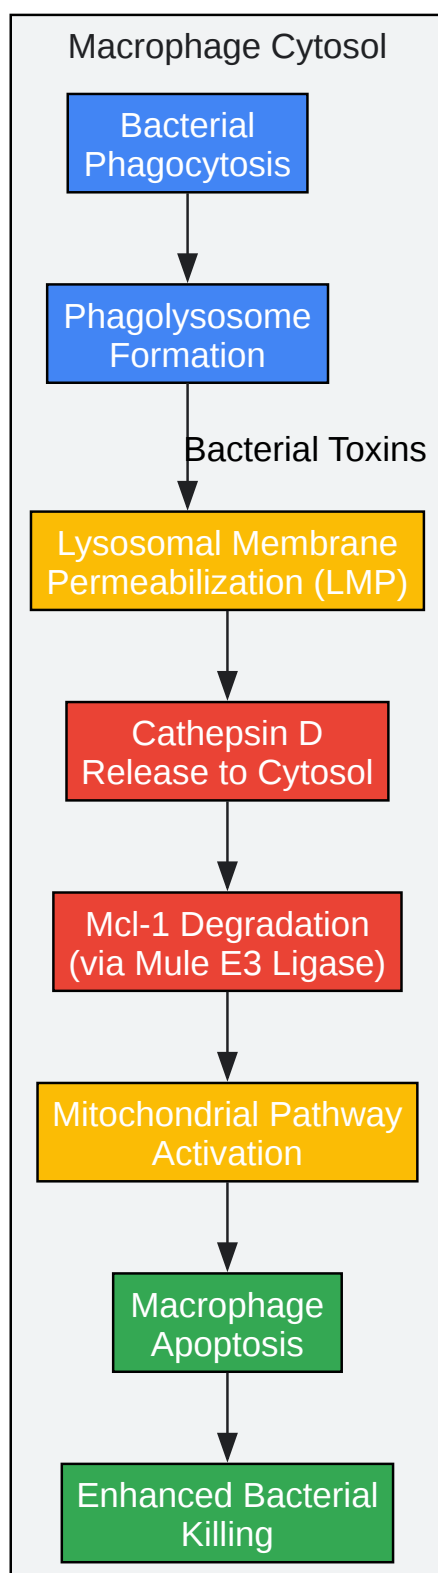 Macrophage Cytosol
Bacterial
Phagocytosis
Phagolysosome
Formation
Bacterial Toxins
Lysosomal Membrane
Permeabilization (LMP)
Cathepsin D
Release to Cytosol
Mcl-1 Degradation
(via Mule E3 Ligase)
Mitochondrial Pathway
Activation
Macrophage
Apoptosis
Enhanced Bacterial
Killing